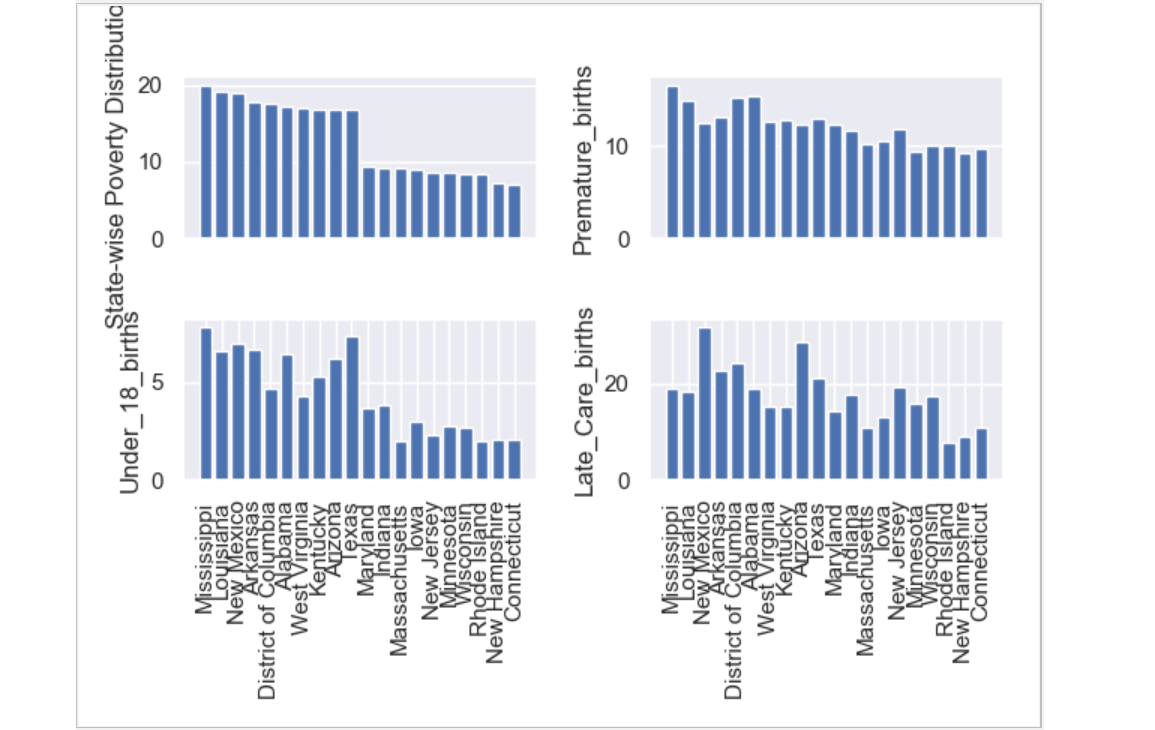 State-wise Poverty Distributio
20
10
0
Premature_births
10
0
Under_18_births
5
0
Mississippi
Louisiana
New Mexico
Arkansas
District of Columbia
Alabama
West Virginia
Kentucky
Arizona
Texas
Maryland
Indiana
Massachusetts
Iowa
New Jersey
Minnesota
Wisconsin
Rhode Island
New Hampshire
Connecticut
Late_Care_births
20
0
Mississippi
Louisiana
New Mexico
Arkansas
District of Columbia
Alabama
West Virginia
Kentucky
Arizona
Texas
Maryland
Indiana
Massachusetts
Iowa
New Jersey
Minnesota
Wisconsin
Rhode Island
New Hampshire
Connecticut